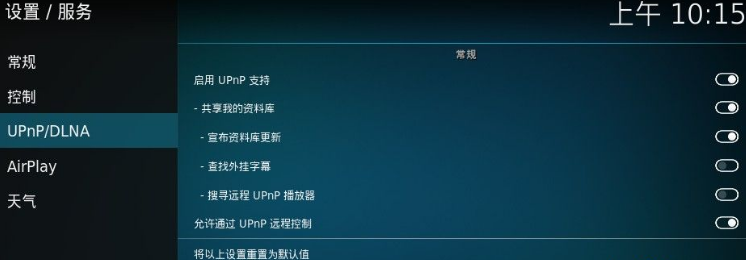 设置 / 服务
上午 10:15
常规
控制
UPnP/DLNA
AirPlay
天气
常规
启用 UPnP 支持
- 共享我的资料库
- 宣布资料库更新
- 查找外挂字幕
- 搜寻远程 UPnP 播放器
允许通过 UPnP 远程控制
将以上设置重置为默认值